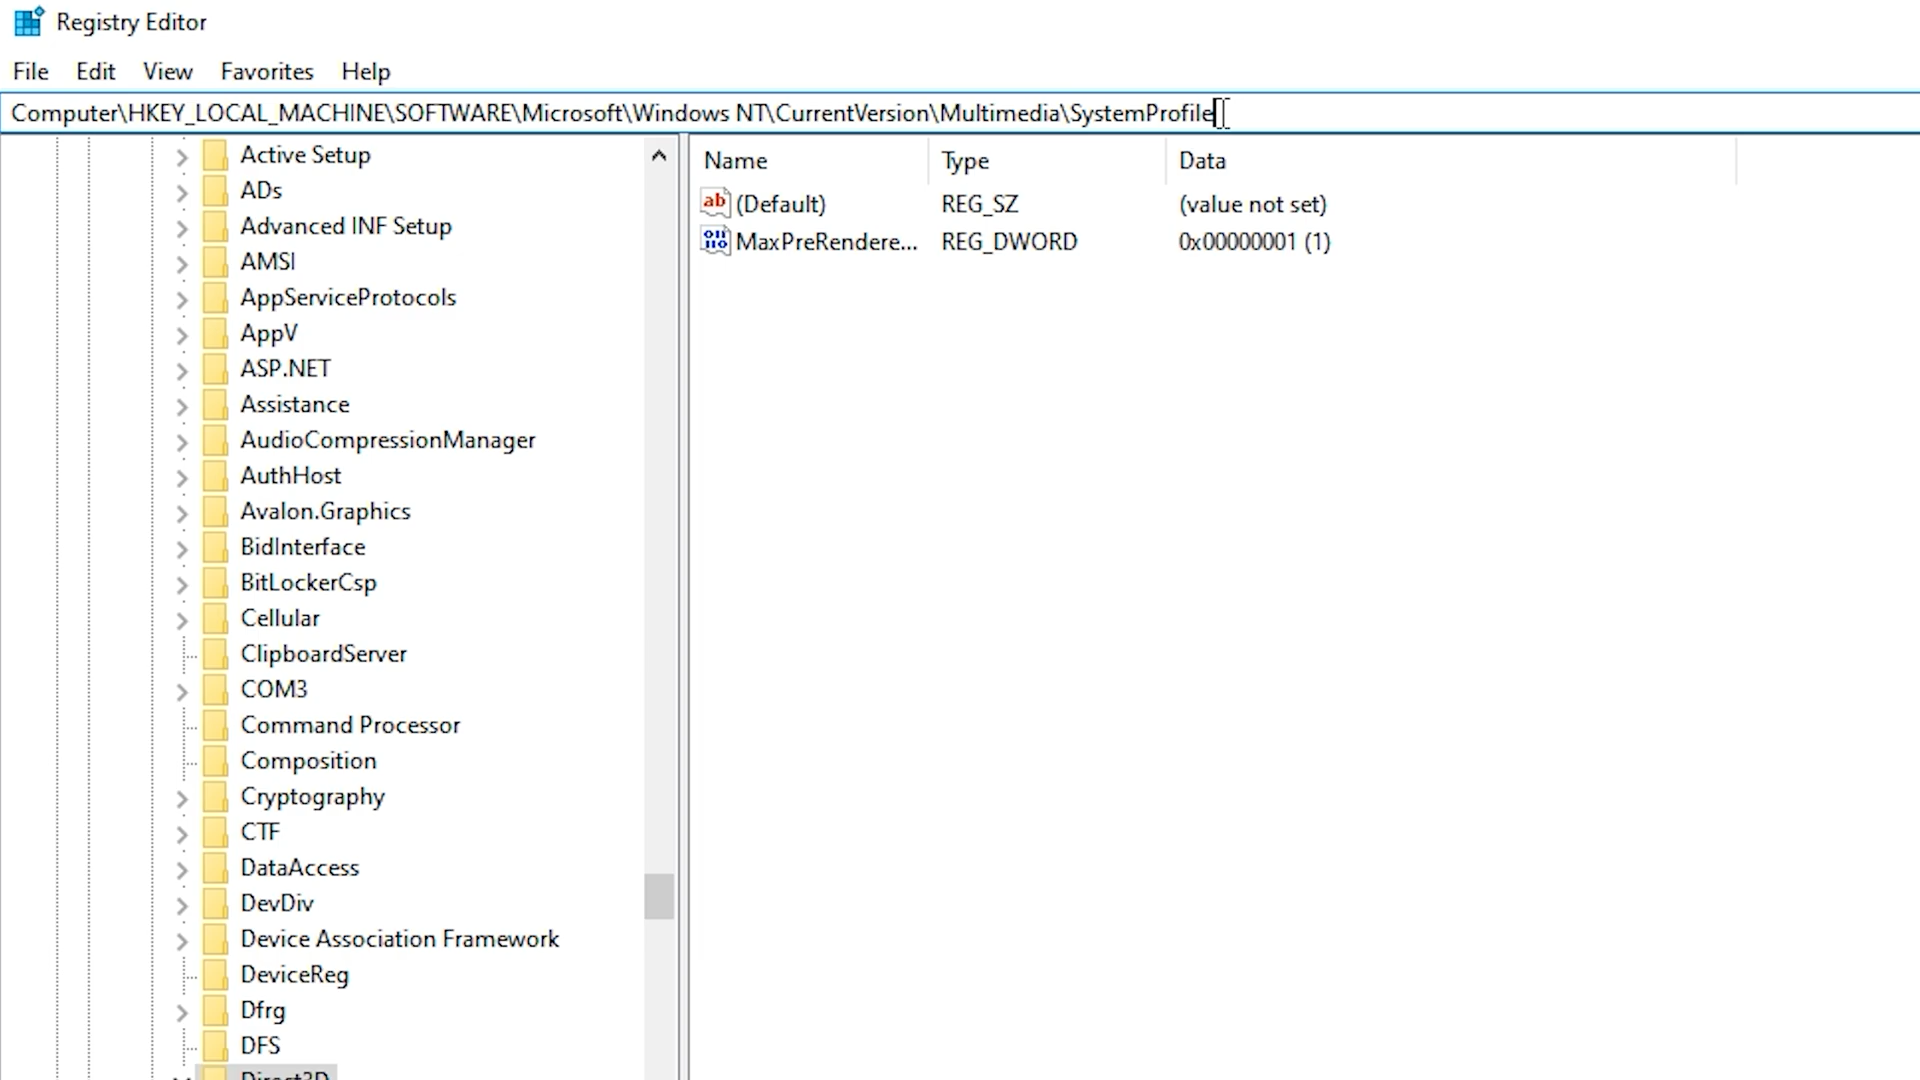 Registry Editor
File Edit View Favorites Help
Computer\HKEY_LOCAL_MACHINE\SOFTWARE\Microsoft\Windows NT\CurrentVersion\Multimedia\SystemProfile
Active Setup
ADs
Advanced INF Setup
AMSI
AppServiceProtocols
AppV
ASP.NET
Assistance
AudioCompressionManager
AuthHost
Avalon.Graphics
BidInterface
BitLockerCsp
Cellular
ClipboardServer
COM3
Command Processor
Composition
Cryptography
CTF
DataAccess
DevDiv
Device Association Framework
DeviceReg
Dfrg
DFS
Direct3D
Name Type Data
(Default) REG_SZ (value not set)
MaxPreRendere... REG_DWORD 0x00000001 (1)